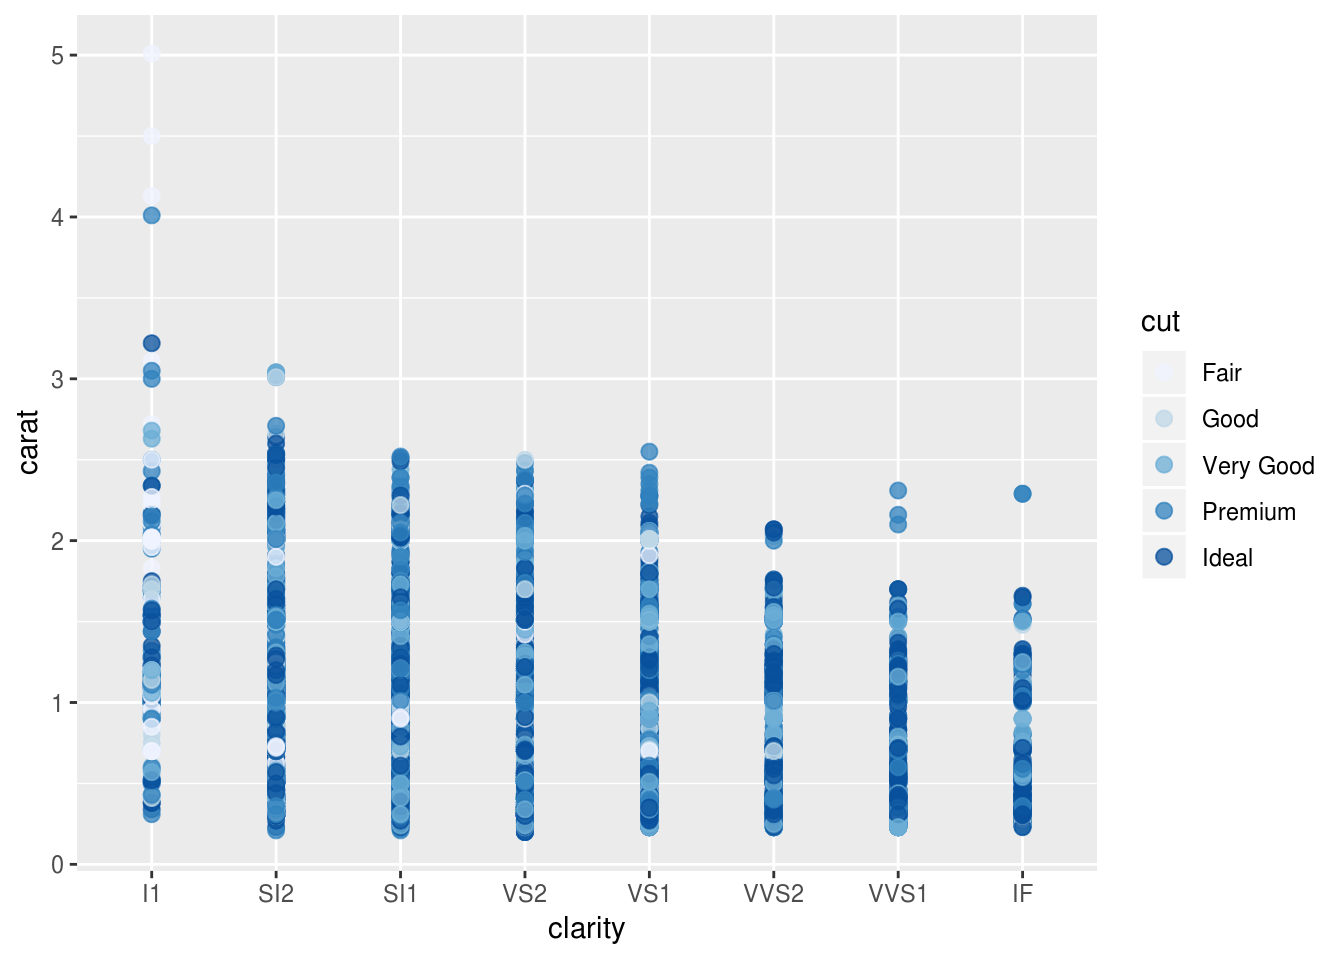 5
4
3
2
1
0
carat
I1 SI2 SI1 VS2 VS1 VVS2 VVS1 IF
clarity
cut
Fair
Good
Very Good
Premium
Ideal